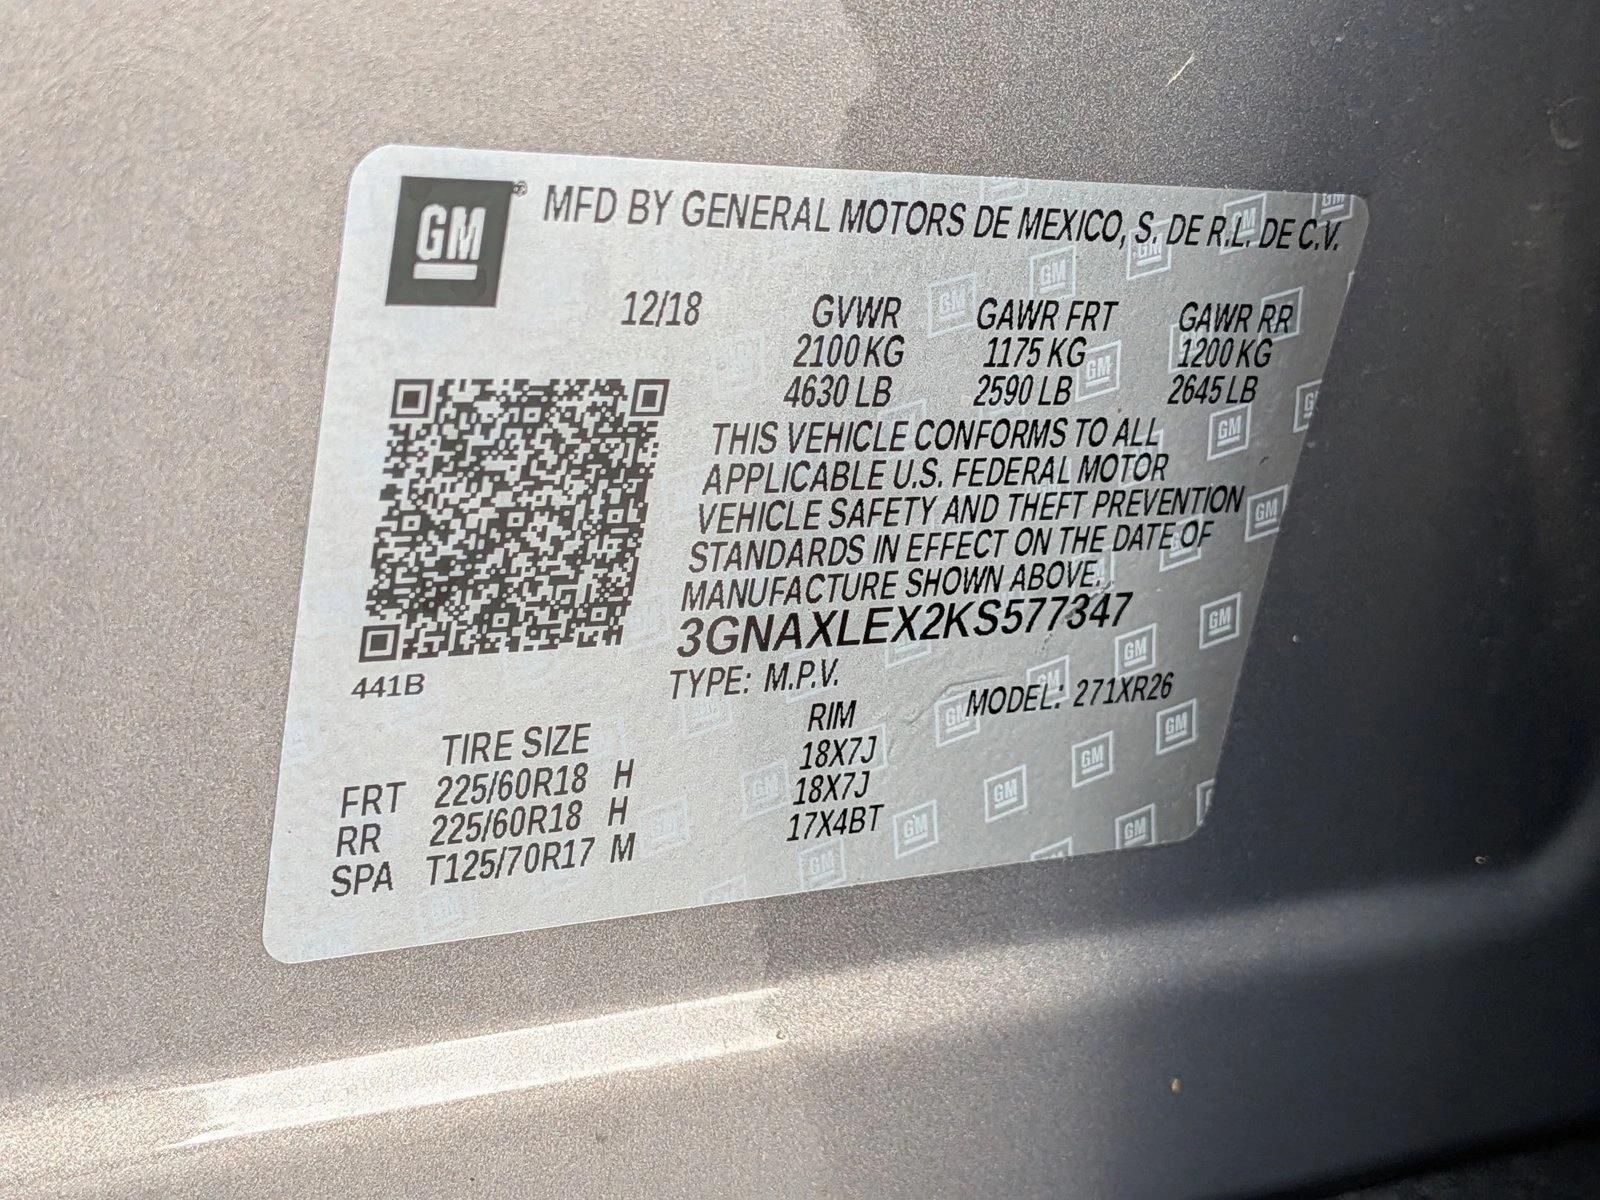 GM MFD BY GENERAL MOTORS DE MEXICO, S. DE R.L. DE C.V.
12/18 GVWR GAWR FRT GAWR RR
2100 KG 1175 KG 1200 KG
4630 LB 2590 LB 2645 LB
THIS VEHICLE CONFORMS TO ALL
APPLICABLE U.S. FEDERAL MOTOR
VEHICLE SAFETY AND THEFT PREVENTION
STANDARDS IN EFFECT ON THE DATE OF
MANUFACTURE SHOWN ABOVE.
3GNAXLEX2KS577347
441B
TYPE: M.P.V. MODEL: 271XR26
TIRE SIZE RIM
FRT 225/60R18 H 18X7J
RR 225/60R18 H 18X7J
SPA T125/70R17 M 17X4BT